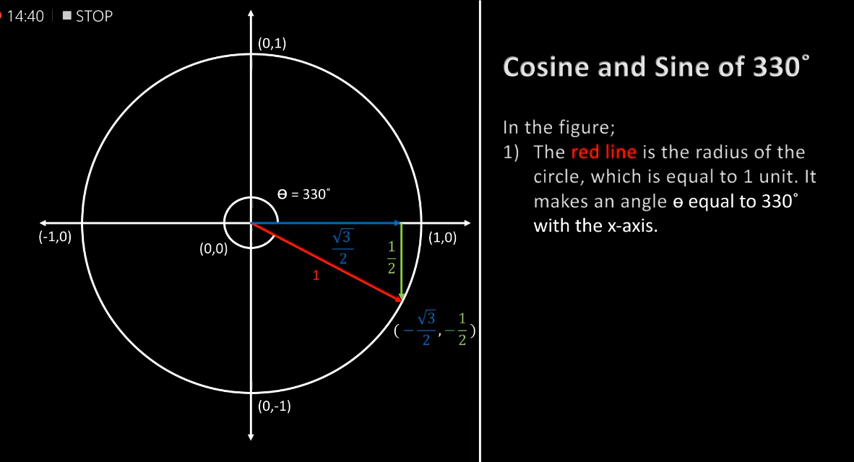 14:40 STOP
(0,1)
ɵ = 330˚
(-1,0)
(0,0)
√3/2
1/2
(1,0)
1
(-√3/2, -1/2)
(0,-1)
Cosine and Sine of 330˚
In the figure;
1) The red line is the radius of the
circle, which is equal to 1 unit. It
makes an angle ɵ equal to 330˚
with the x-axis.